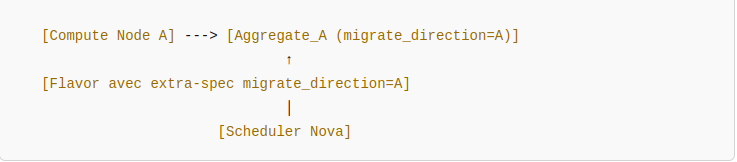 [Compute Node A] ---> [Aggregate_A (migrate_direction=A)]
↑
[Flavor avec extra-spec migrate_direction=A]
|
[Scheduler Nova]